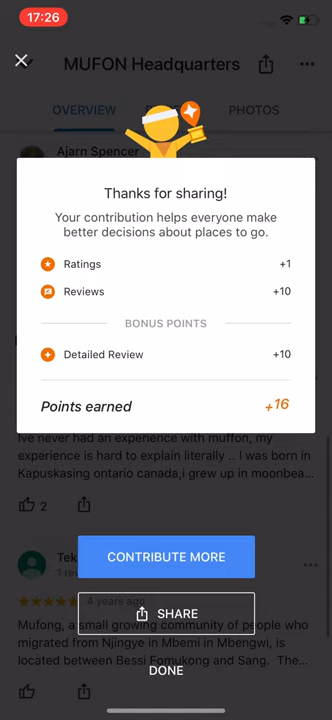 17:26
MUFON Headquarters
OVERVIEW
PHOTOS
Ajarn Spencer
Thanks for sharing!
Your contribution helps everyone make
better decisions about places to go.
Ratings +1
Reviews +10
BONUS POINTS
Detailed Review +10
Points earned +16
Ive never had an experience with muffon, my
experience is hard to explain literally .. I was born in
Kapuskasing ontario canada,i grew up in moonbea...
2
CONTRIBUTE MORE
Tek
1 re
4 years ago
SHARE
Mufong, a small growing community of people who
migrated from Njingye in Mbemi in Mbengwi, is
located between Bessi Fomukong and Sang. The...
DONE